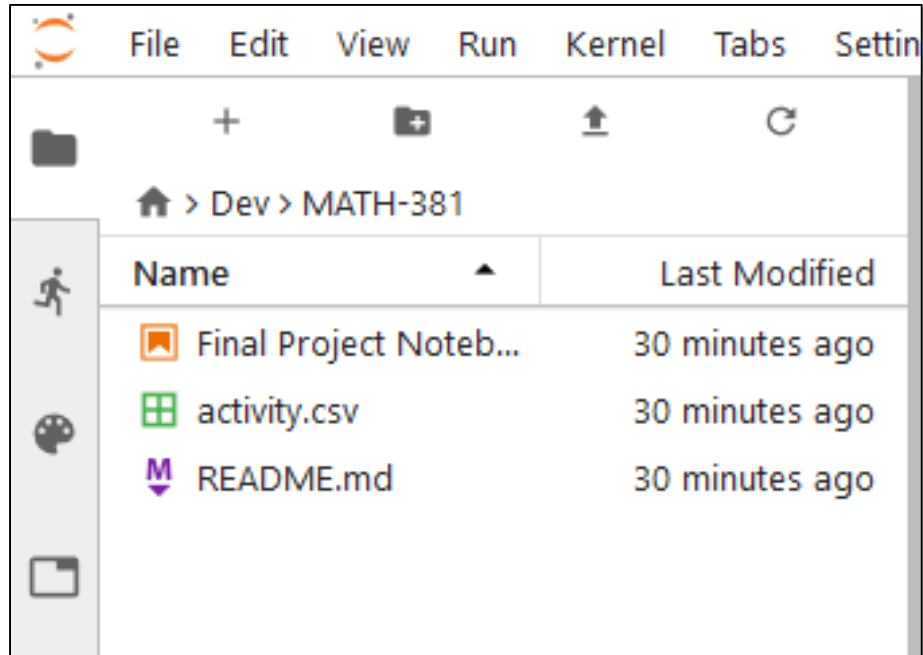 File Edit View Run Kernel Tabs Settin
> Dev > MATH-381
Name Last Modified
Final Project Noteb... 30 minutes ago
activity.csv 30 minutes ago
README.md 30 minutes ago